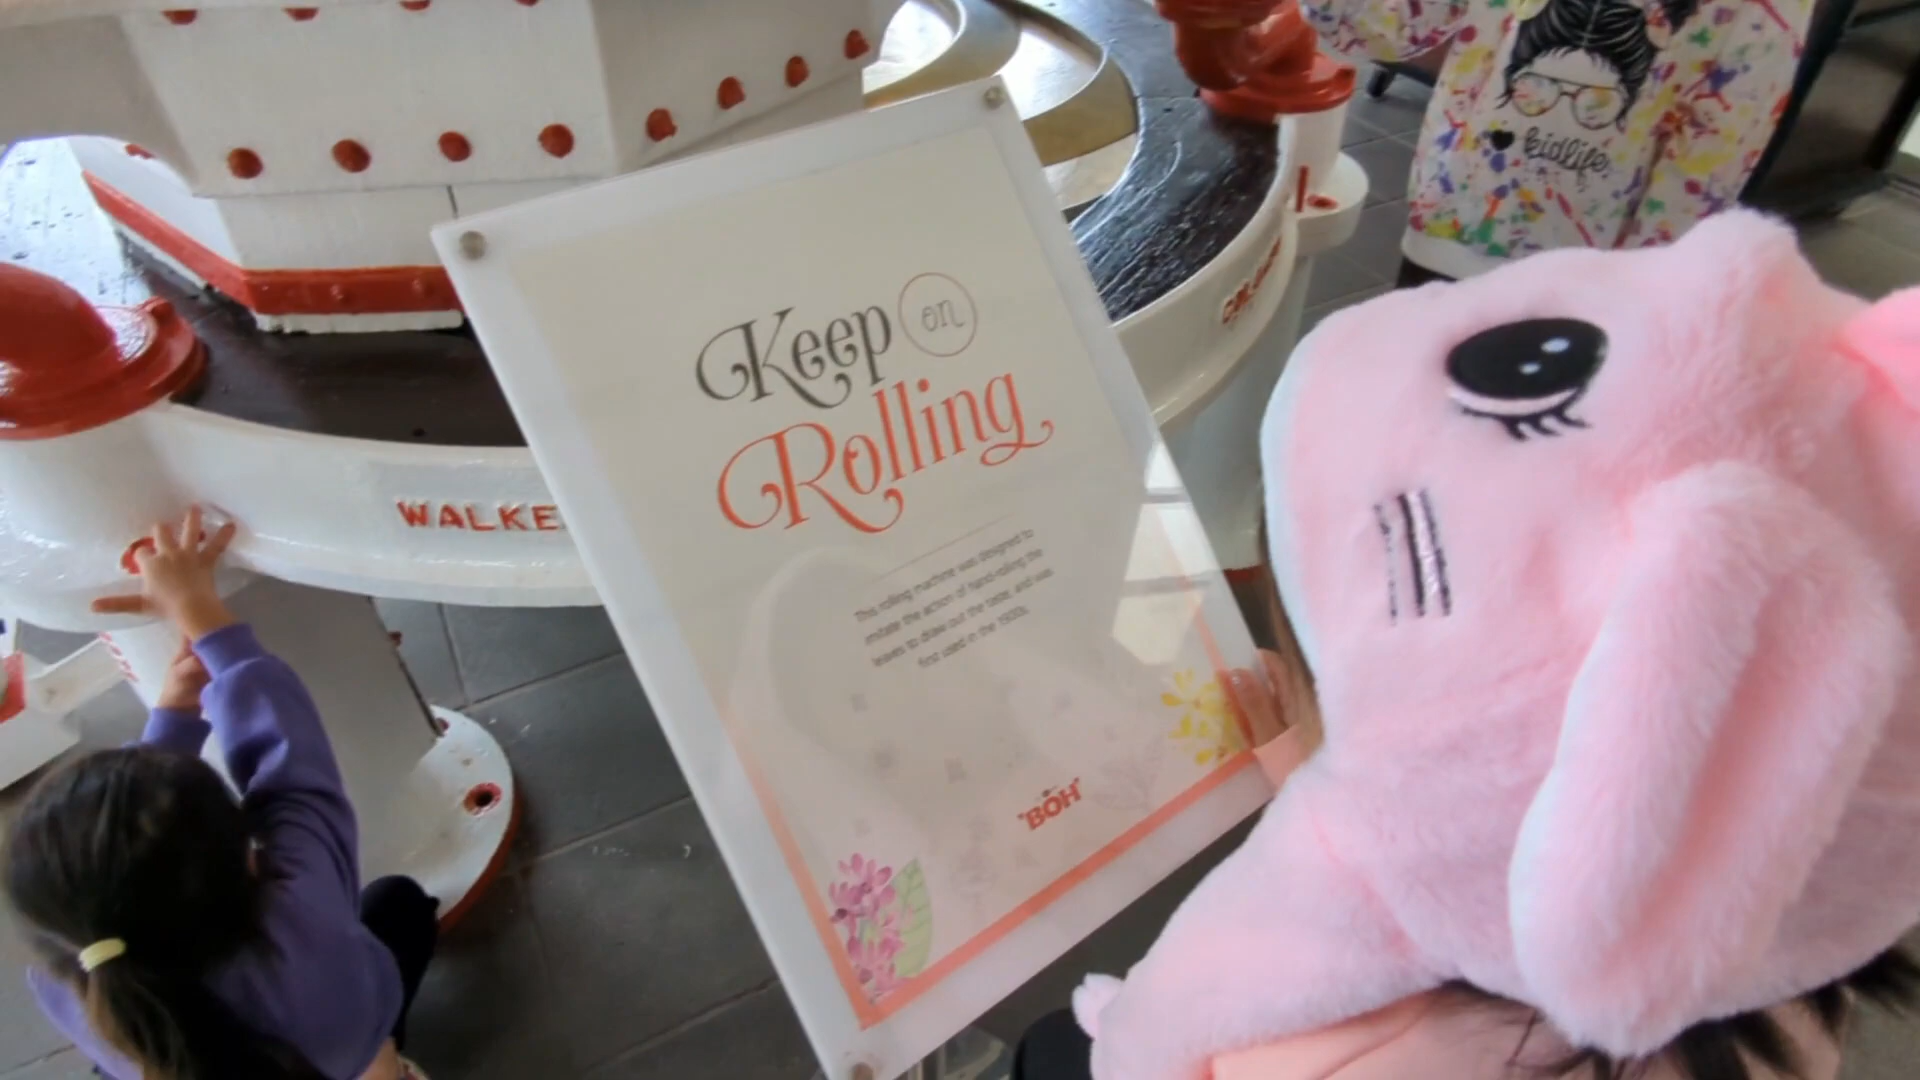 Keep on
Rolling
This rolling machine was designed to
imitate the action of hand-rolling the
leaves to draw out the taste, and was
first used in the 1930s.
"BOH"
WALKE
kidlife